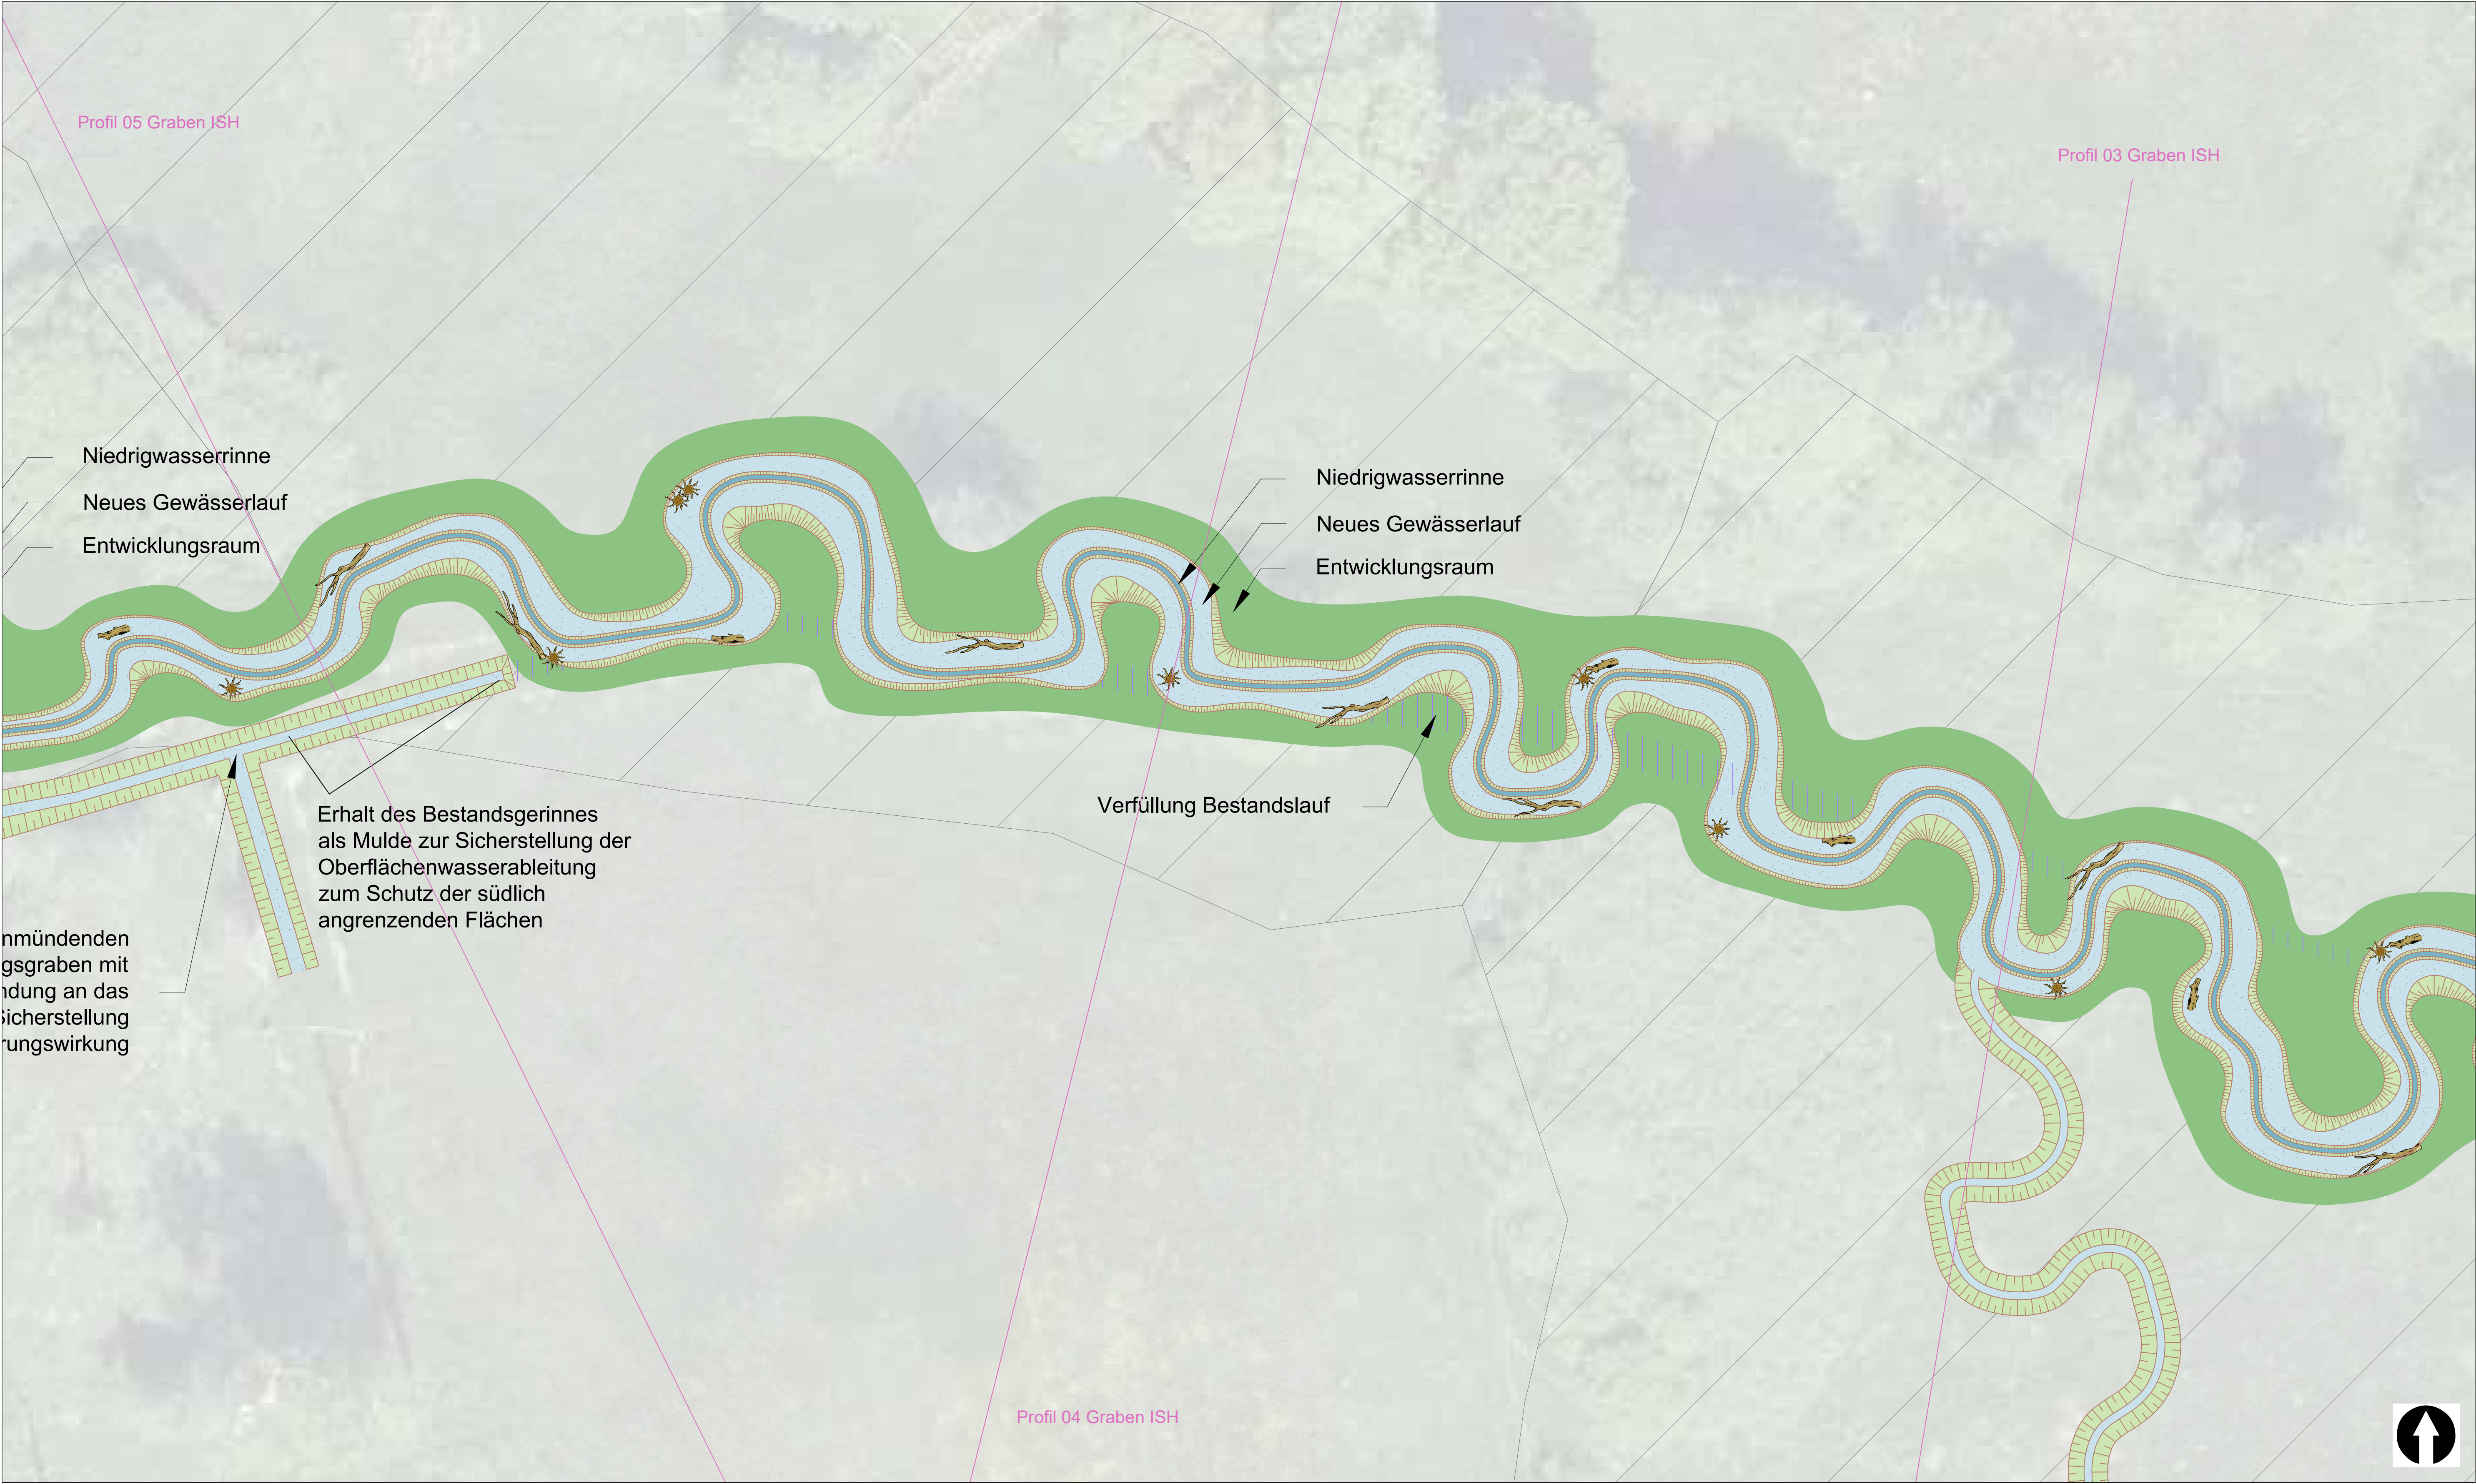 Profil 05 Graben ISH
Profil 03 Graben ISH
Niedrigwasserrinne
Neues Gewässerlauf
Entwicklungsraum
Niedrigwasserrinne
Neues Gewässerlauf
Entwicklungsraum
Verfüllung Bestandslauf
Erhalt des Bestandsgerinnes
als Mulde zur Sicherstellung der
Oberflächenwasserableitung
zum Schutz der südlich
angrenzenden Flächen
nmündenden
gsgraben mit
ndung an das
Sicherstellung
rungswirkung
Profil 04 Graben ISH